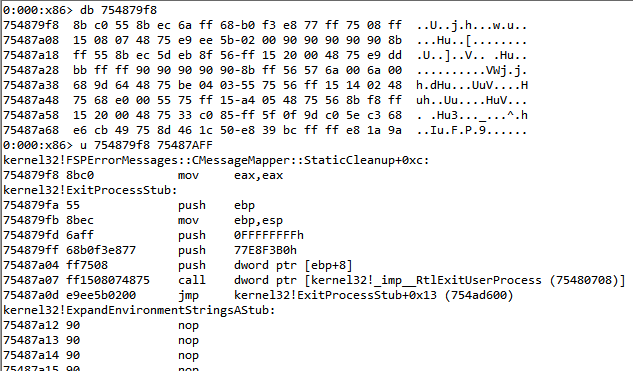 0:000:x86> db 754879f8
754879f8  8b c0 55 8b ec 6a ff 68-b0 f3 e8 77 ff 75 08 ff  ..U..j.h...w.u..
75487a08  15 08 07 48 75 e9 ee 5b-02 00 90 90 90 90 90 8b  ...Hu..[........
75487a18  ff 55 8b ec 5d eb 8f 56-ff 15 20 00 48 75 e9 dd  .U..]..V.. .Hu..
75487a28  bb ff ff 90 90 90 90 90-8b ff 56 57 6a 00 6a 00  ..........VWj.j.
75487a38  68 9d 64 48 75 be 04 03-55 75 56 ff 15 14 02 48  h.dHu...UuV....H
75487a48  75 68 e0 00 55 75 ff 15-a4 05 48 75 56 8b f8 ff  uh..Uu....HuV...
75487a58  15 20 00 48 75 33 c0 85-ff 5f 0f 9d c0 5e c3 68  . .Hu3..._...^.h
75487a68  e6 cb 49 75 8d 46 1c 50-e8 39 bc ff ff e8 1a 9a  ..Iu.F.P.9......
0:000:x86> u 754879f8 75487AFF
kernel32!FSPErrorMessages::CMessageMapper::StaticCleanup+0xc:
754879f8 8bc0            mov     eax,eax
kernel32!ExitProcessStub:
754879fa 55              push    ebp
754879fb 8bec            mov     ebp,esp
754879fd 6aff            push    0FFFFFFFFh
754879ff 68b0f3e877      push    77E8F3B0h
75487a04 ff7508          push    dword ptr [ebp+8]
75487a07 ff1508074875    call    dword ptr [kernel32!_imp__RtlExitUserProcess (75480708)]
75487a0d e9ee5b0200      jmp     kernel32!ExitProcessStub+0x13 (754ad600)
kernel32!ExpandEnvironmentStringsAStub:
75487a12 90              nop
75487a13 90              nop
75487a14 90              nop
75487a15 90              nop